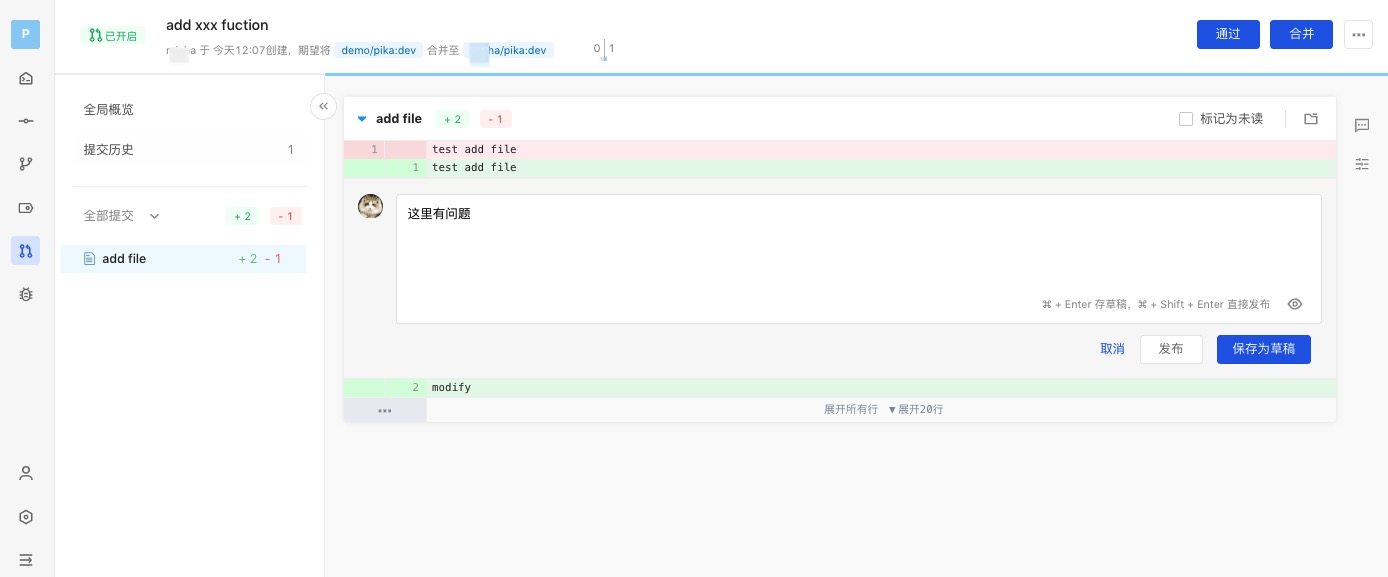 P
已开启
add xxx fuction
于 今天12:07创建，期望将 demo/pika:dev 合并至 ha/pika:dev
0 1
通过
合并
全局概览
提交历史 1
全部提交 + 2 - 1
add file + 2 - 1
add file + 2 - 1
标记为未读
1 test add file
1 test add file
这里有问题
⌘ + Enter 存草稿，⌘ + Shift + Enter 直接发布
取消 发布 保存为草稿
2 modify
展开所有行 ▼展开20行